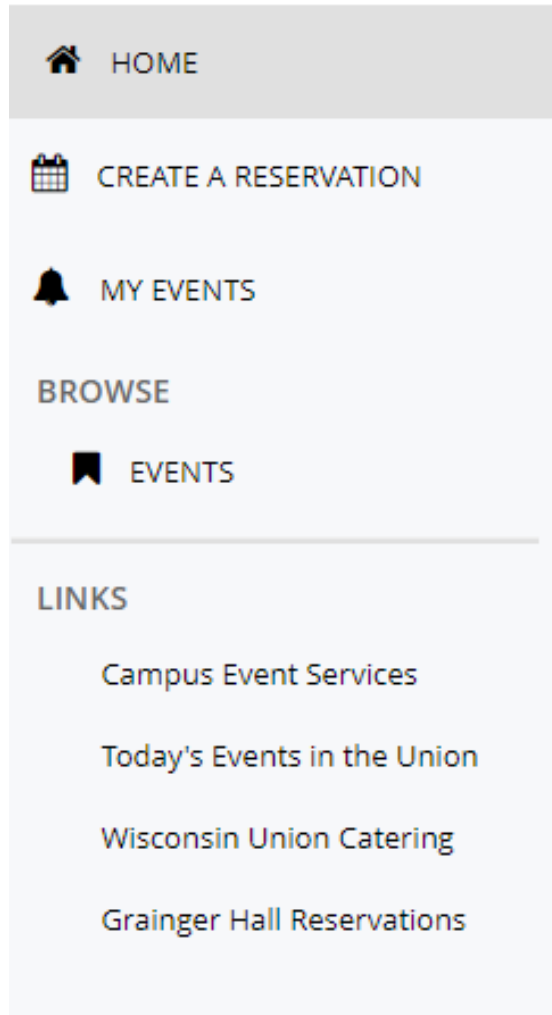 HOME
CREATE A RESERVATION
MY EVENTS
BROWSE
EVENTS
LINKS
Campus Event Services
Today's Events in the Union
Wisconsin Union Catering
Grainger Hall Reservations